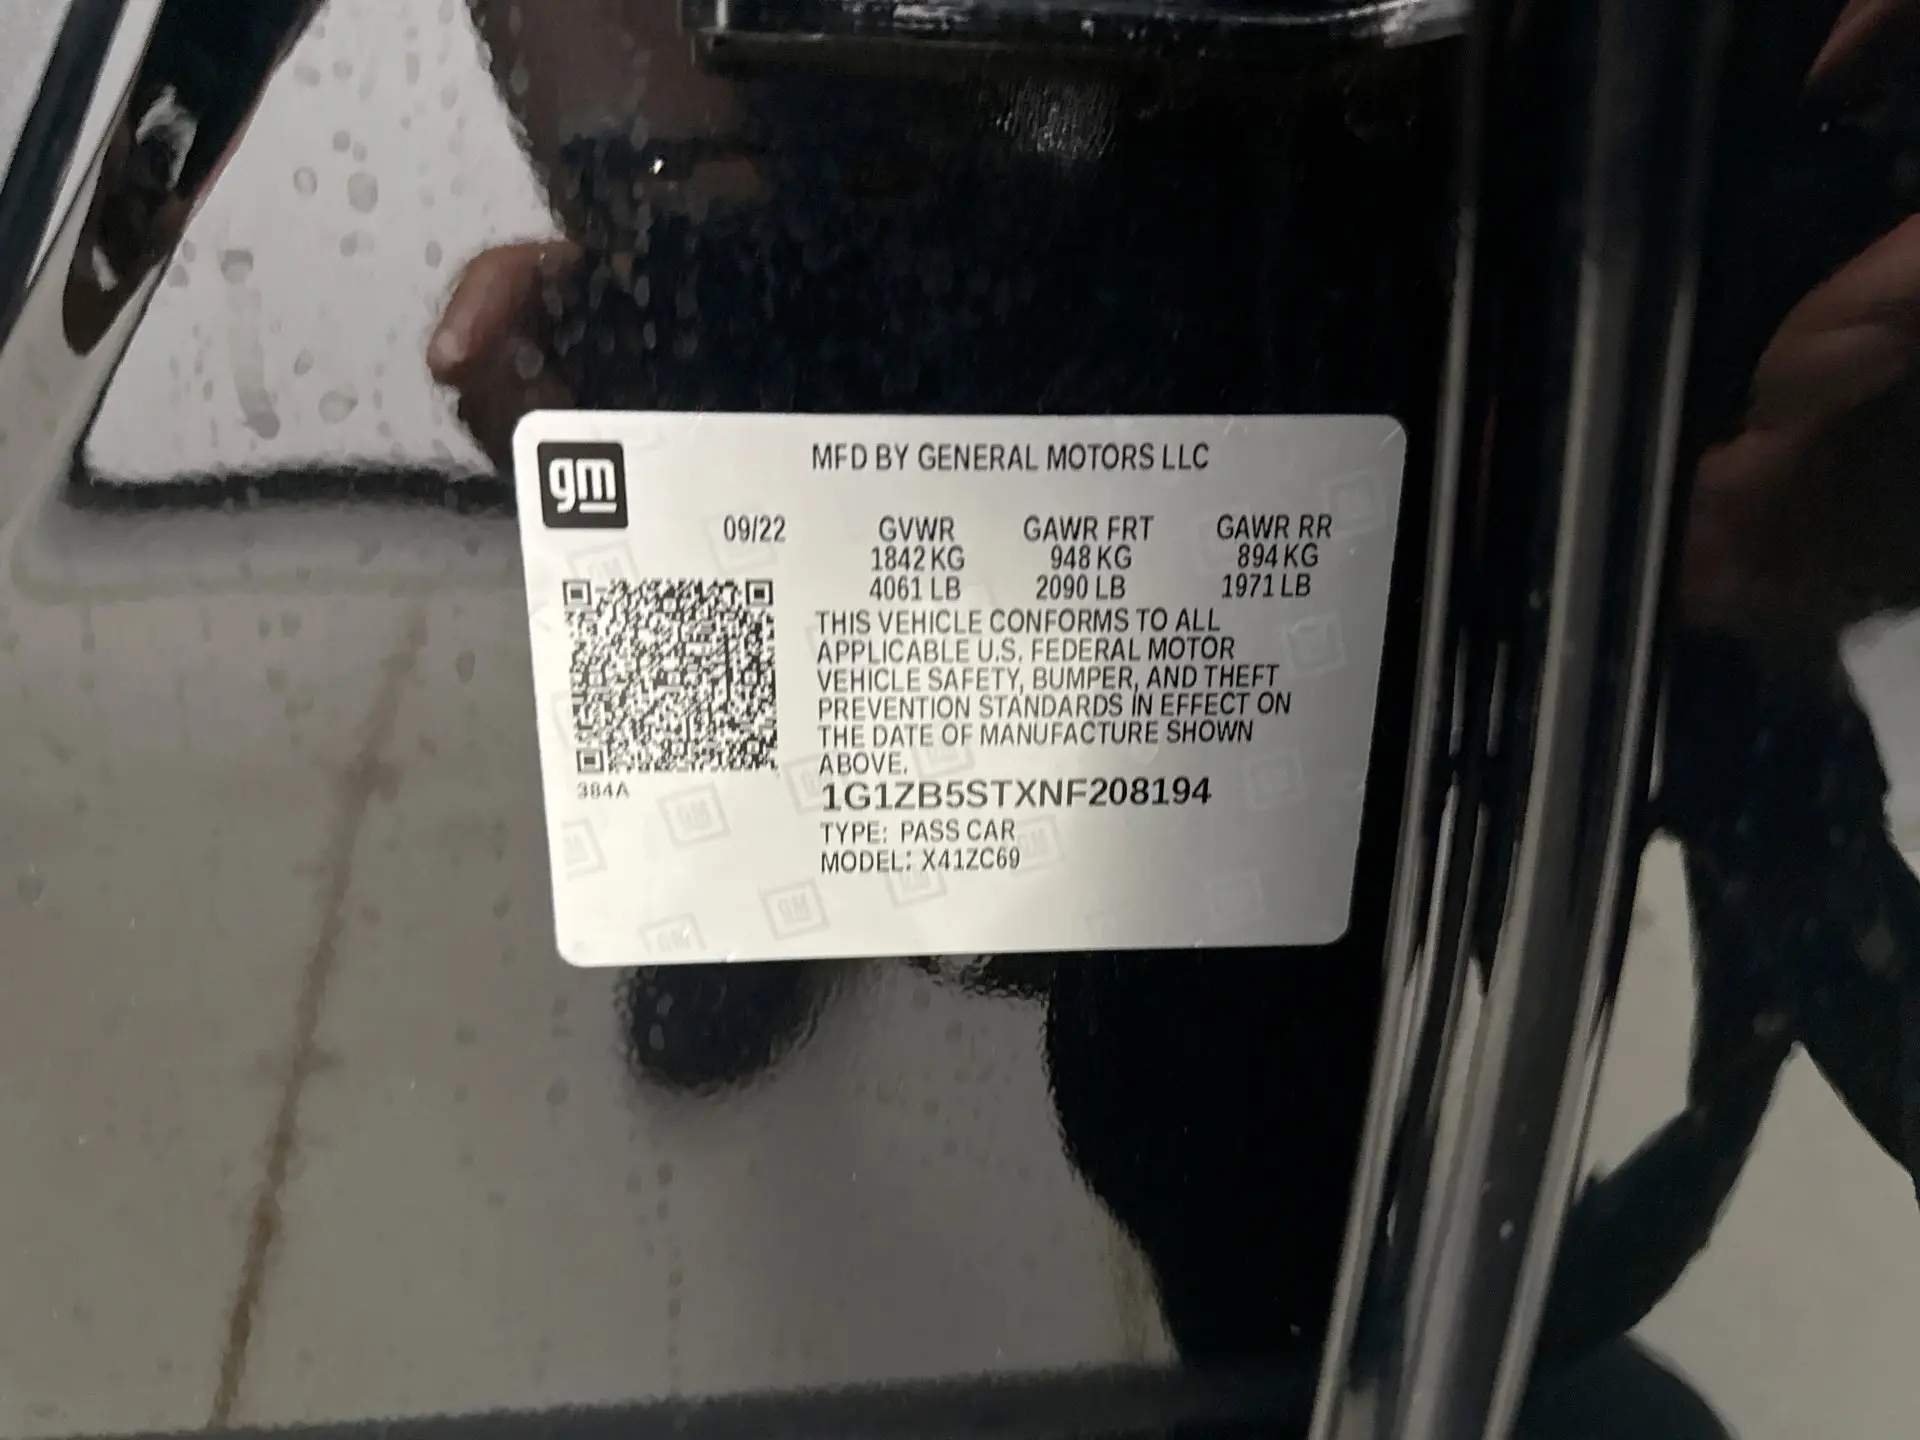 gm
MFD BY GENERAL MOTORS LLC
09/22 GVWR GAWR FRT GAWR RR
1842 KG 948 KG 894 KG
4061 LB 2090 LB 1971 LB
THIS VEHICLE CONFORMS TO ALL
APPLICABLE U.S. FEDERAL MOTOR
VEHICLE SAFETY, BUMPER, AND THEFT
PREVENTION STANDARDS IN EFFECT ON
THE DATE OF MANUFACTURE SHOWN
ABOVE.
384A
1G1ZB5STXNF208194
TYPE: PASS CAR
MODEL: X41ZC69